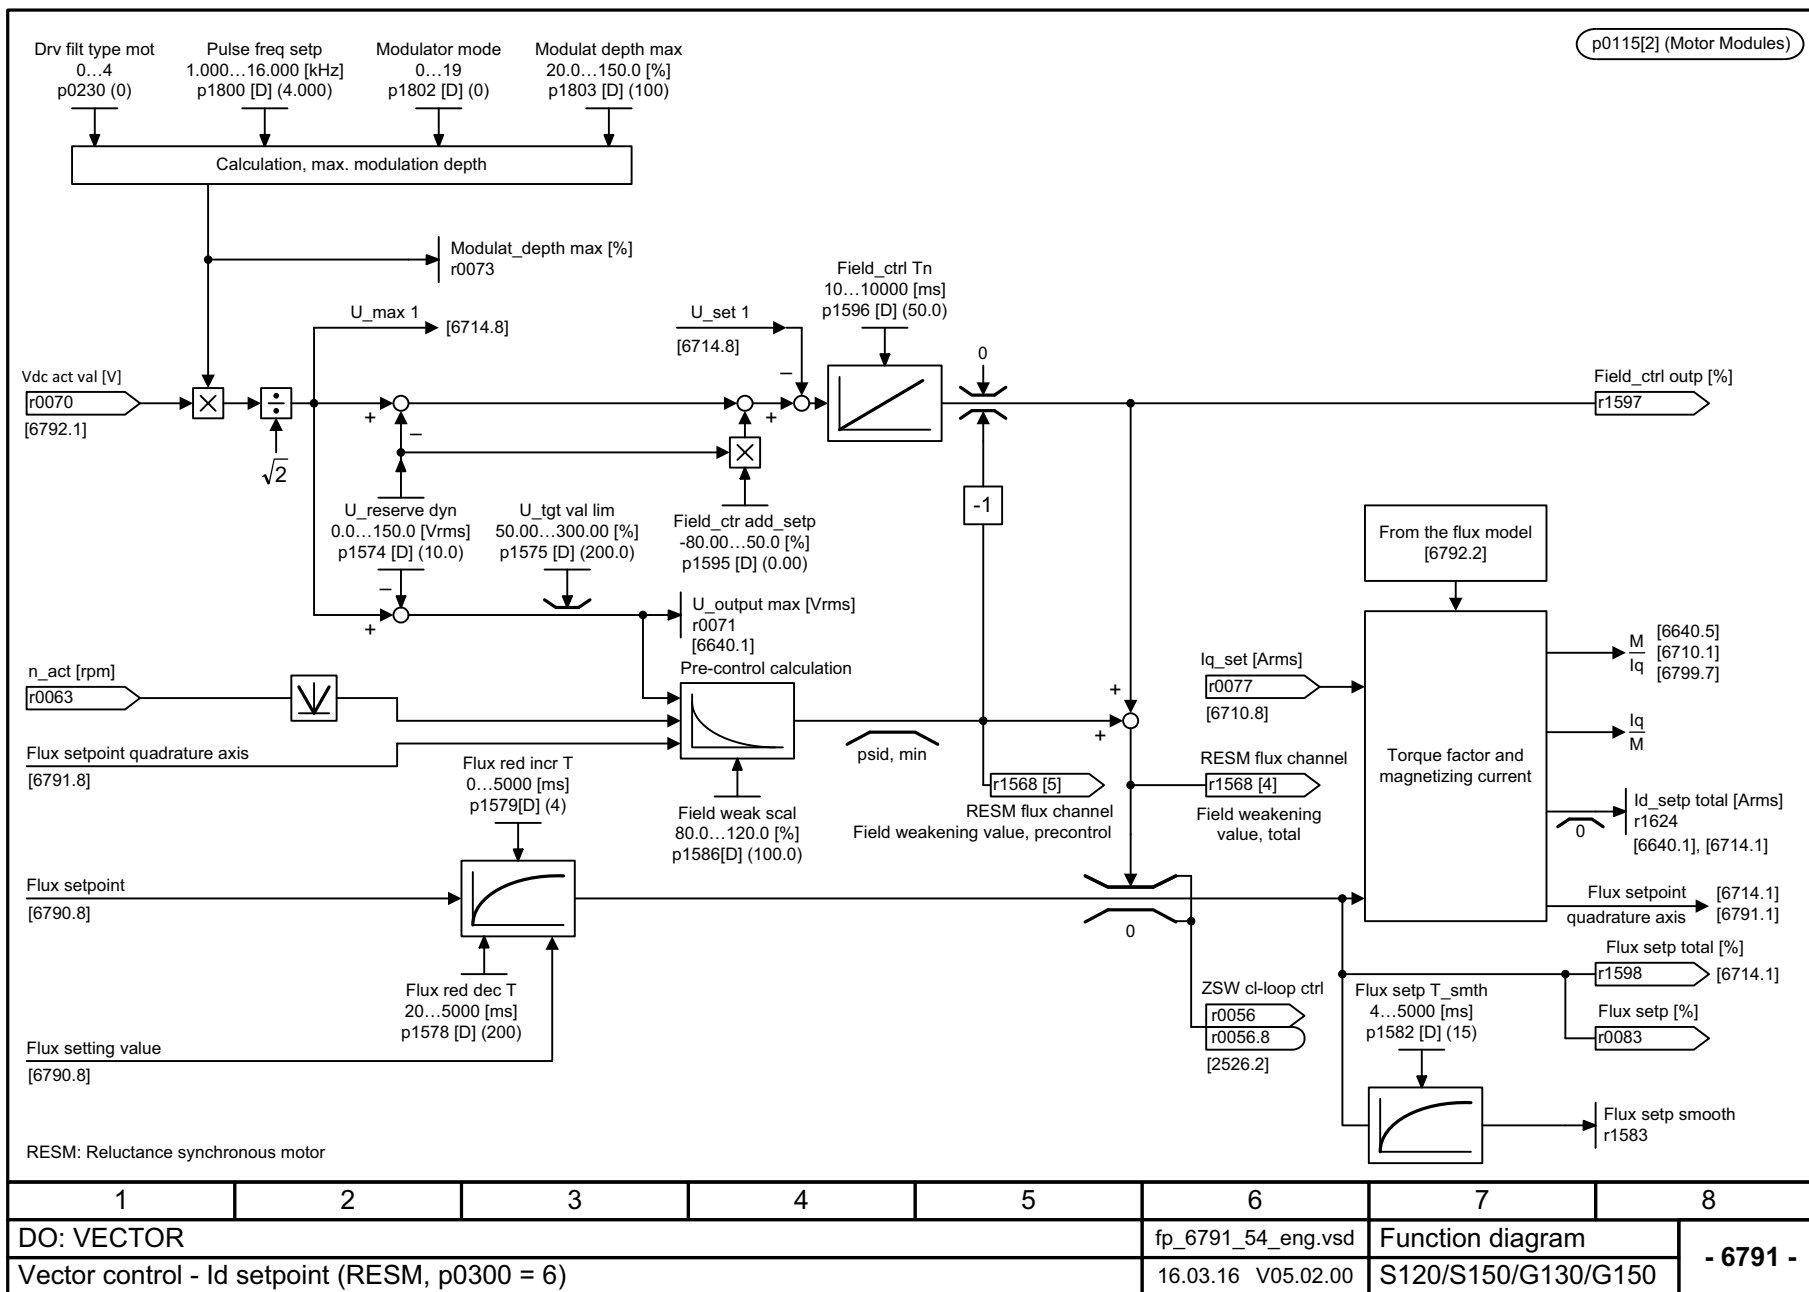 p0115[2] (Motor Modules)
Drv filt type mot
0…4
p0230 (0)
Pulse freq setp
1.000…16.000 [kHz]
p1800 [D] (4.000)
Modulator mode
0…19
p1802 [D] (0)
Modulat depth max
20.0…150.0 [%]
p1803 [D] (100)
Calculation, max. modulation depth
Modulat_depth max [%]
r0073
Field_ctrl Tn
10…10000 [ms]
p1596 [D] (50.0)
U_max 1
[6714.8]
U_set 1
[6714.8]
–
0
Vdc act val [V]
r0070
[6792.1]
×
÷
√2
+
–
+
×
Field_ctrl outp [%]
r1597
U_reserve dyn
0.0…150.0 [Vrms]
p1574 [D] (10.0)
U_tgt val lim
50.00…300.00 [%]
p1575 [D] (200.0)
Field_ctr add_setp
-80.00…50.0 [%]
p1595 [D] (0.00)
-1
From the flux model
[6792.2]
–
+
U_output max [Vrms]
r0071
[6640.1]
Pre-control calculation
n_act [rpm]
r0063
Flux setpoint quadrature axis
[6791.8]
psid, min
+
+
Iq_set [Arms]
r0077
[6710.8]
Torque factor and
magnetizing current
M
Iq
[6640.5]
[6710.1]
[6799.7]
Iq
M
Flux red incr T
0…5000 [ms]
p1579[D] (4)
Field weak scal
80.0…120.0 [%]
p1586[D] (100.0)
r1568 [5]
RESM flux channel
Field weakening value, precontrol
RESM flux channel
r1568 [4]
Field weakening
value, total
0
Id_setp total [Arms]
r1624
[6640.1], [6714.1]
Flux setpoint
[6790.8]
0
Flux setpoint
quadrature axis
[6714.1]
[6791.1]
Flux red dec T
20…5000 [ms]
p1578 [D] (200)
Flux setting value
[6790.8]
ZSW cl-loop ctrl
r0056
r0056.8
[2526.2]
Flux setp T_smth
4…5000 [ms]
p1582 [D] (15)
Flux setp total [%]
r1598
[6714.1]
Flux setp [%]
r0083
Flux setp smooth
r1583
RESM: Reluctance synchronous motor
1 2 3 4 5 6 7 8
DO: VECTOR
fp_6791_54_eng.vsd
Function diagram
- 6791 -
Vector control - Id setpoint (RESM, p0300 = 6)
16.03.16 V05.02.00
S120/S150/G130/G150